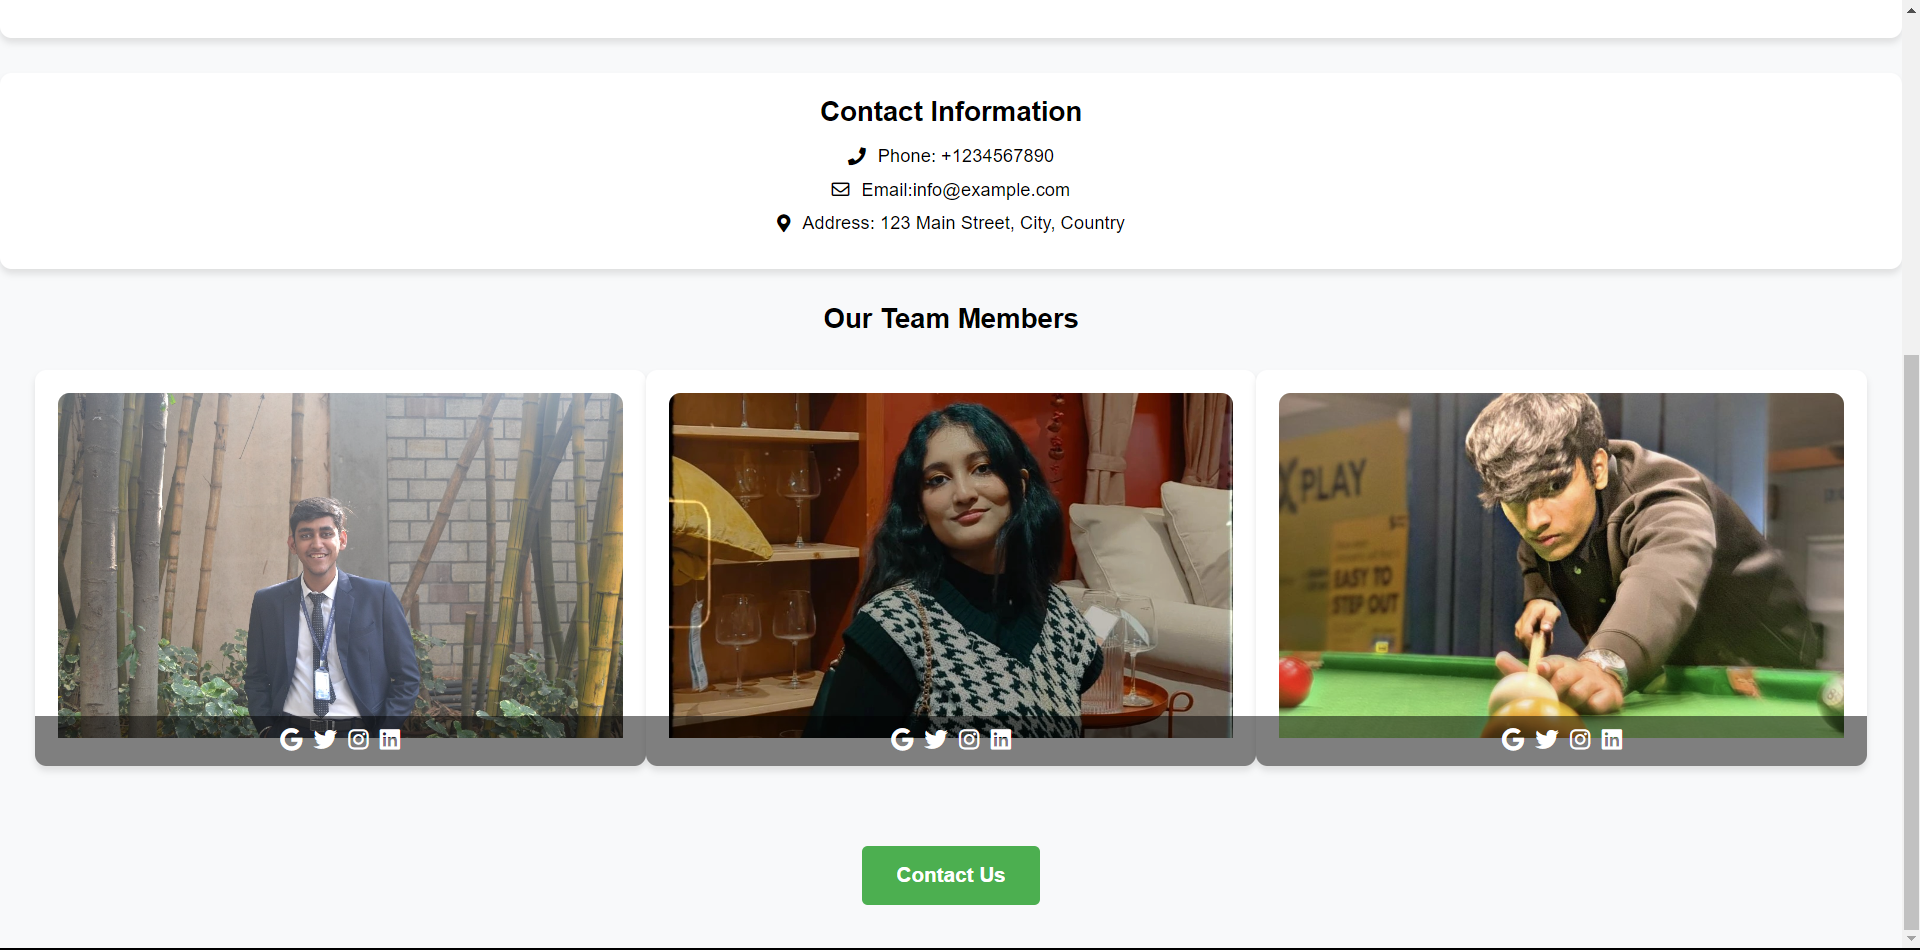 Contact Information
Phone: +1234567890
Email:info@example.com
Address: 123 Main Street, City, Country
Our Team Members
XPLAY
EASY TO
STEP OUT
Contact Us